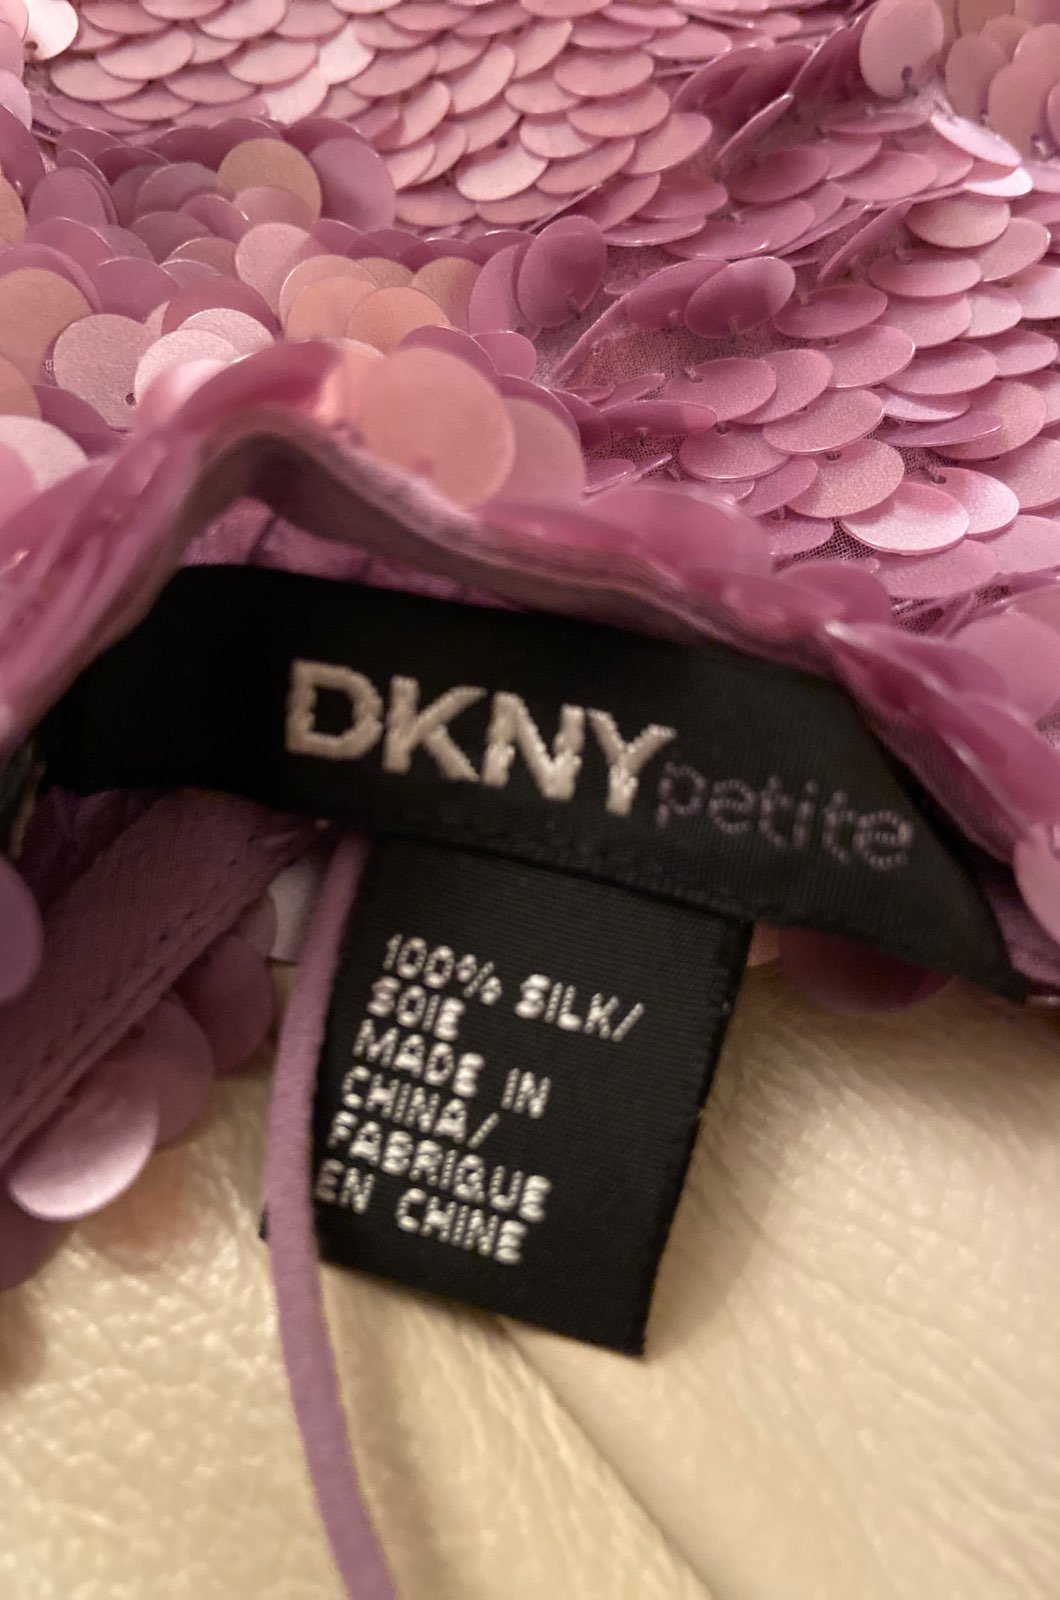 DKNY petite
100% SILK/
SOIE
MADE IN
CHINA/
FABRIQUE
EN CHINE